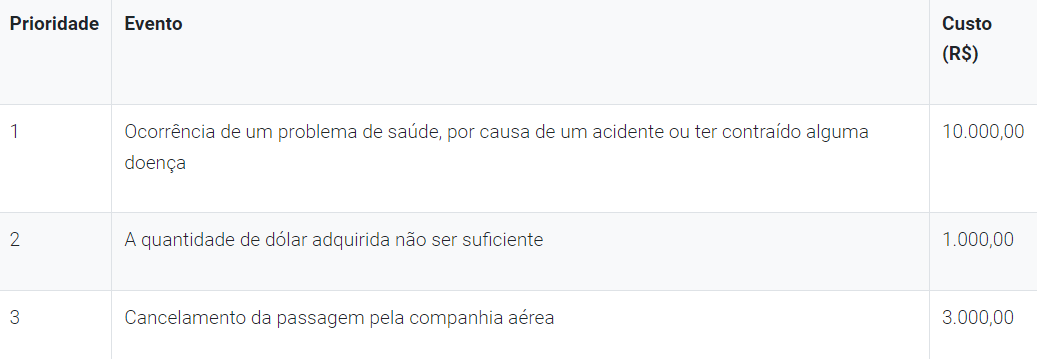 Prioridade Evento Custo
(R$)
1 Ocorrência de um problema de saúde, por causa de um acidente ou ter contraído alguma 10.000,00
doença
2 A quantidade de dólar adquirida não ser suficiente 1.000,00
3 Cancelamento da passagem pela companhia aérea 3.000,00